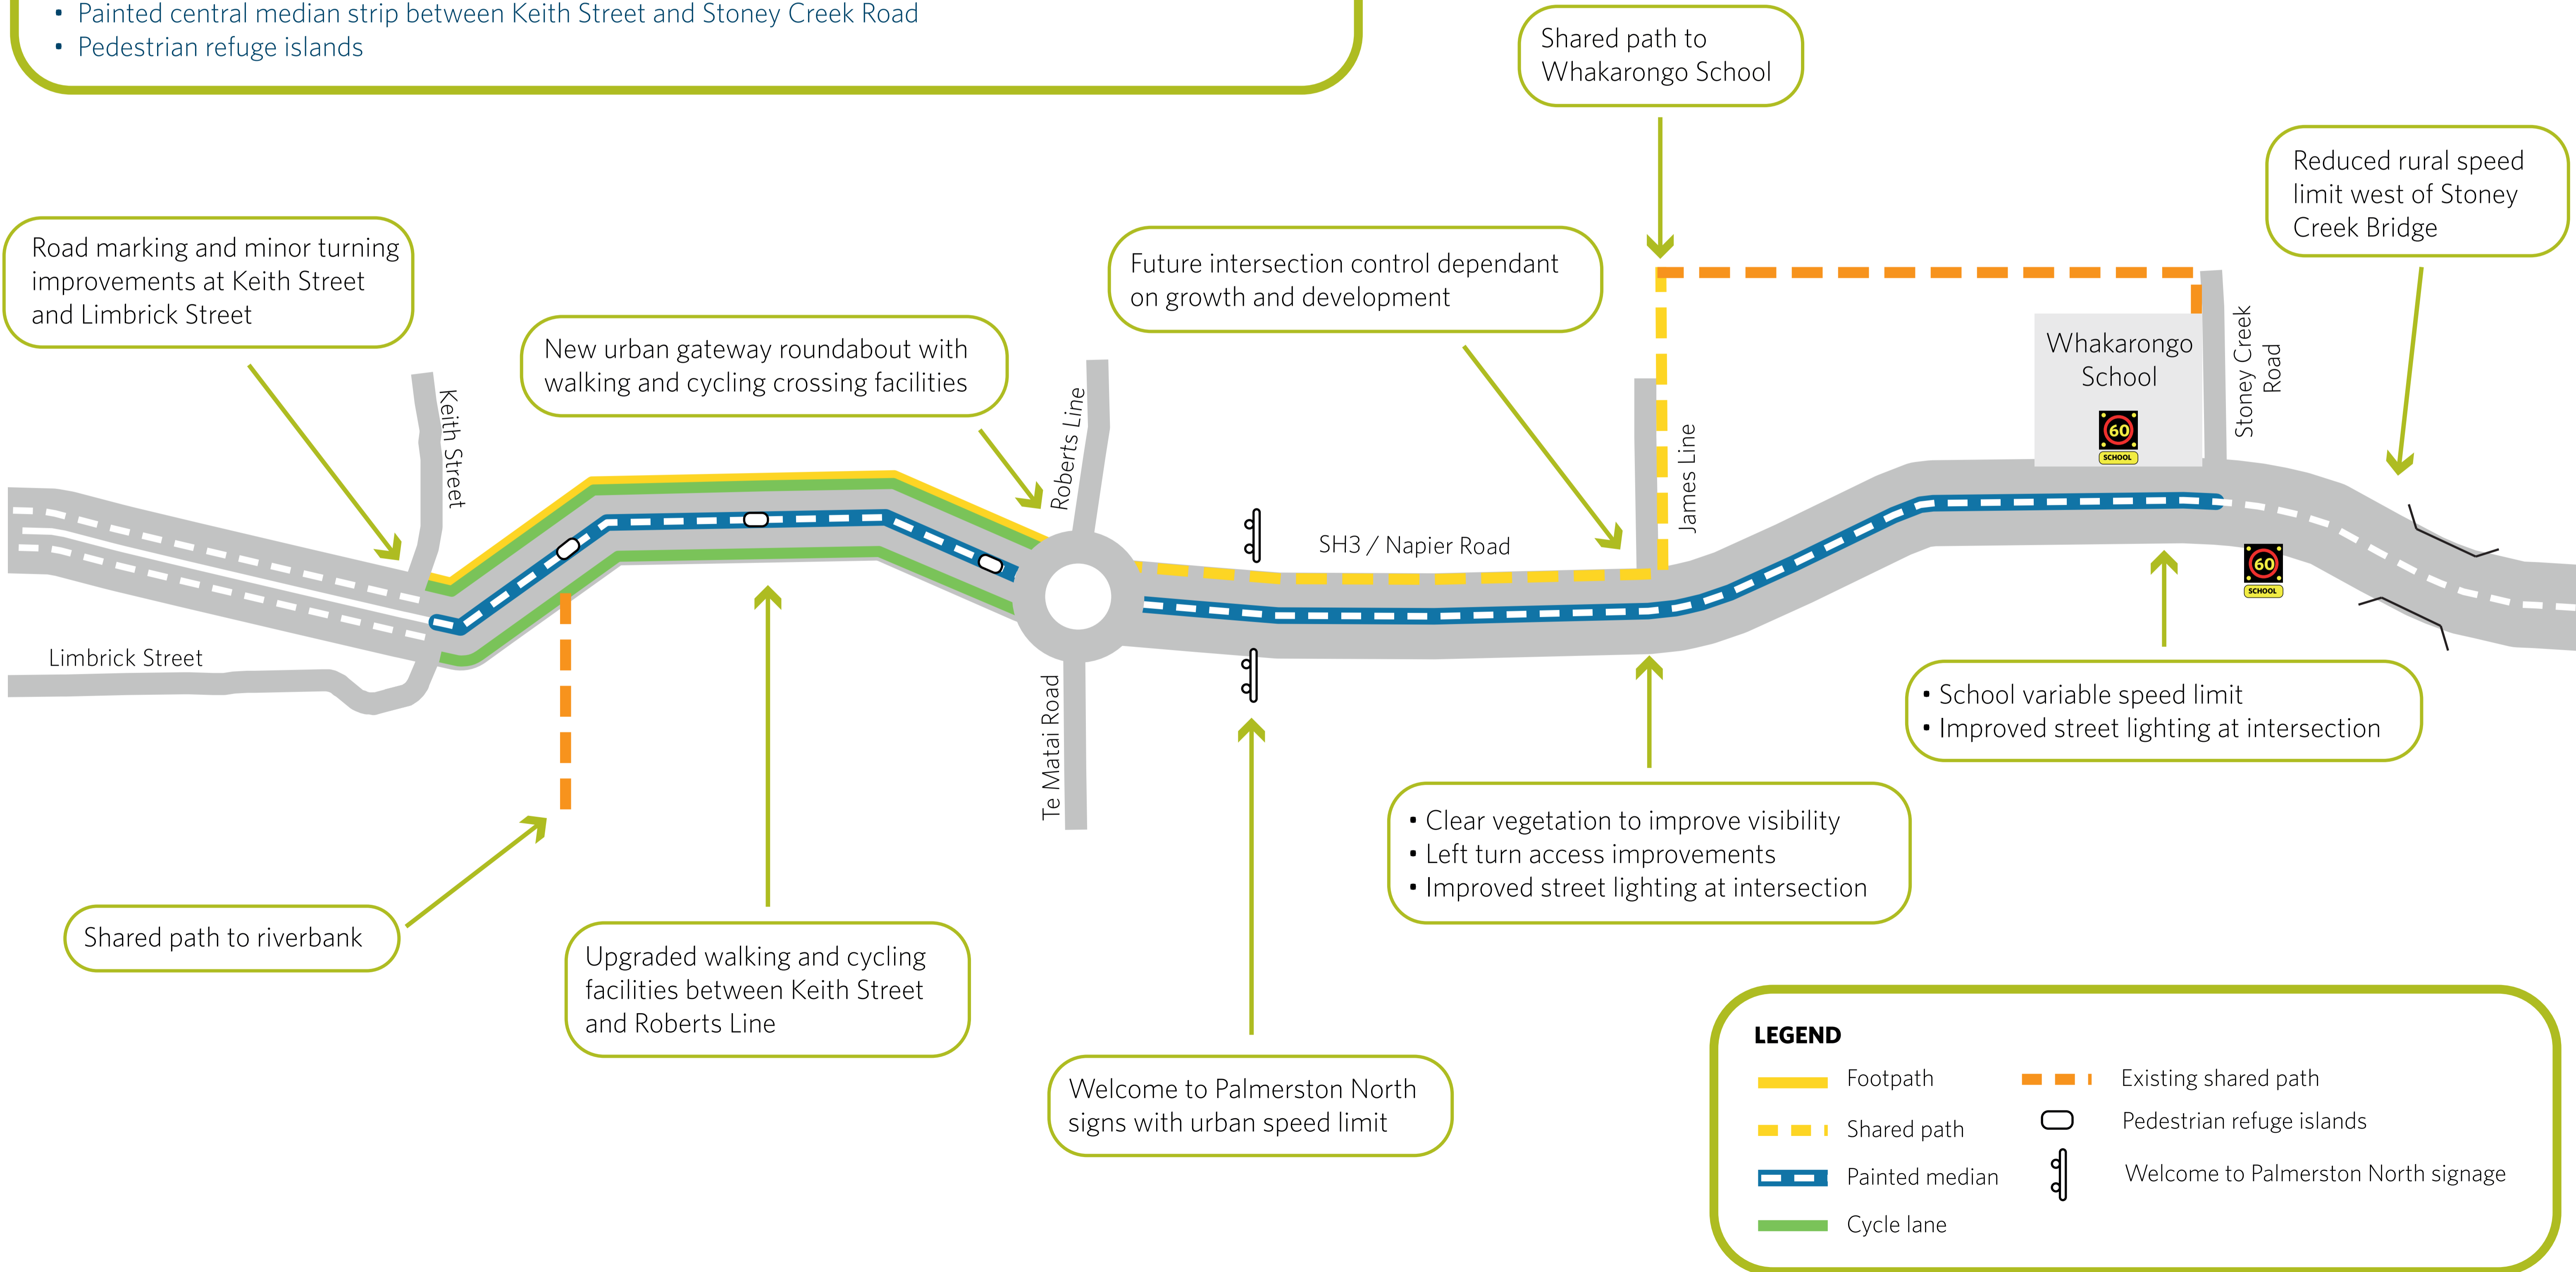 • Painted central median strip between Keith Street and Stoney Creek Road
• Pedestrian refuge islands
Shared path to
Whakarongo School
Reduced rural speed
limit west of Stoney
Creek Bridge
Road marking and minor turning
improvements at Keith Street
and Limbrick Street
Future intersection control dependant
on growth and development
New urban gateway roundabout with
walking and cycling crossing facilities
Keith Street
Roberts Line
James Line
Whakarongo
School
60
SCHOOL
Stoney Creek
Road
SH3 / Napier Road
60
SCHOOL
Limbrick Street
Te Matai Road
• School variable speed limit
• Improved street lighting at intersection
• Clear vegetation to improve visibility
• Left turn access improvements
• Improved street lighting at intersection
Shared path to riverbank
Upgraded walking and cycling
facilities between Keith Street
and Roberts Line
Welcome to Palmerston North
signs with urban speed limit
LEGEND
Footpath
Shared path
Painted median
Cycle lane
Existing shared path
Pedestrian refuge islands
Welcome to Palmerston North signage